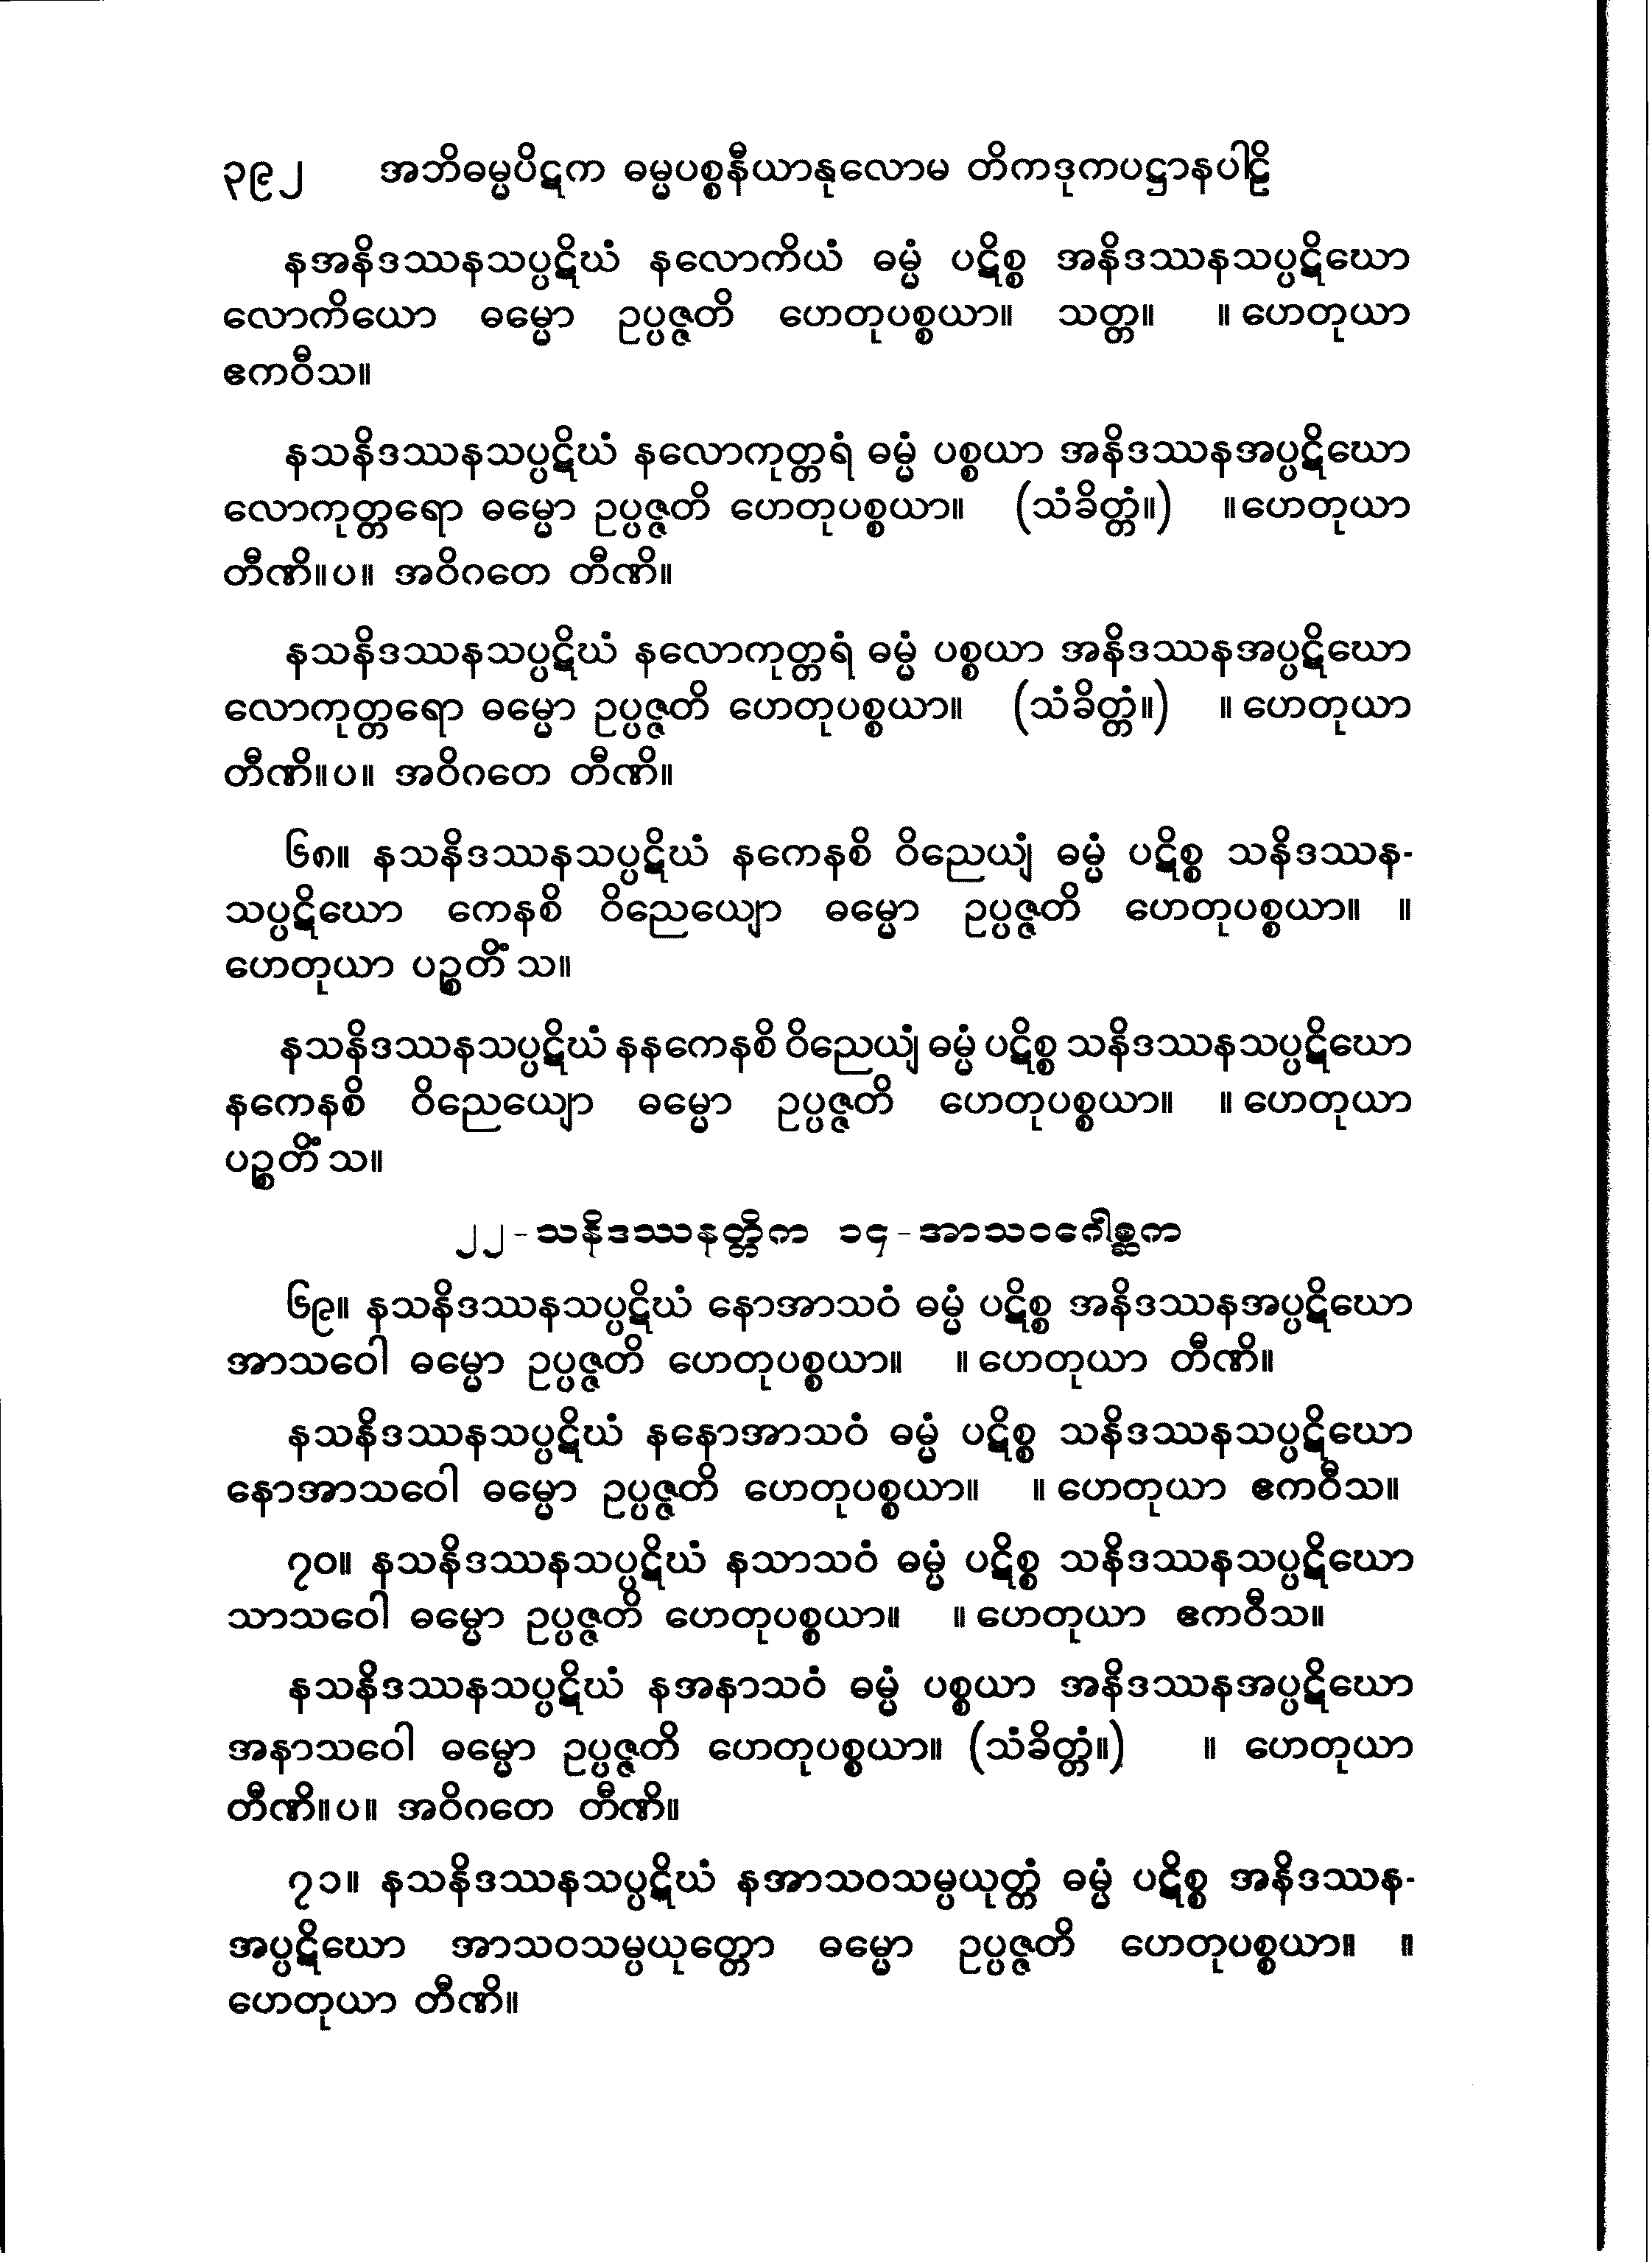 ၃၉၂ အဘိဓမ္မပိဋက ဓမ္မပစ္စနီယာနုလောမ တိကဒုကပဋ္ဌာနပါဠိ
နအနိဒဿနသပ္ပဋိဃံ နလောကိယံ ဓမ္မံ ပဋိစ္စ အနိဒဿနသပ္ပဋိဃော
လောကိယော ဓမ္မော ဥပ္ပဇ္ဇတိ ဟေတုပစ္စယာ။ သတ္တ။ ။ ဟေတုယာ
ဧကဝီသ။
နသနိဒဿနသပ္ပဋိဃံ နလောကုတ္တရံ ဓမ္မံ ပစ္စယာ အနိဒဿနအပ္ပဋိဃော
လောကုတ္တရော ဓမ္မော ဥပ္ပဇ္ဇတိ ဟေတုပစ္စယာ။ (သံခိတ္တံ။) ။ဟေတုယာ
တီဏိ။ပ။ အဝိဂတေ တီဏိ။
နသနိဒဿနသပ္ပဋိဃံ နလောကုတ္တရံ ဓမ္မံ ပစ္စယာ အနိဒဿနအပ္ပဋိဃော
လောကုတ္တရော ဓမ္မော ဥပ္ပဇ္ဇတိ ဟေတုပစ္စယာ။ (သံခိတ္တံ။) ။ ဟေတုယာ
တီဏိ။ပ။ အဝိဂတေ တီဏိ။
၆၈။ နသနိဒဿနသပ္ပဋိဃံ နကေနစိ ဝိညေယျံ ဓမ္မံ ပဋိစ္စ သနိဒဿန-
သပ္ပဋိဃော ကေနစိ ဝိညေယျော ဓမ္မော ဥပ္ပဇ္ဇတိ ဟေတုပစ္စယာ။ ။
ဟေတုယာ ပဉ္စတိံ သ။
နသနိဒဿနသပ္ပဋိဃံ နနကေနစိ ဝိညေယျံ ဓမ္မံ ပဋိစ္စ သနိဒဿနသပ္ပဋိဃော
နကေနစိ ဝိညေယျော ဓမ္မော ဥပ္ပဇ္ဇတိ ဟေတုပစ္စယာ။ ။ ဟေတုယာ
ပဉ္စတိံ သ။
၂၂-သနိဒဿနတ္တိက ၁၄-အာသဝဂေါစ္ဆက
၆၉။ နသနိဒဿနသပ္ပဋိဃံ နောအာသဝံ ဓမ္မံ ပဋိစ္စ အနိဒဿနအပ္ပဋိဃော
အာသဝေါ ဓမ္မော ဥပ္ပဇ္ဇတိ ဟေတုပစ္စယာ။ ။ ဟေတုယာ တီဏိ။
နသနိဒဿနသပ္ပဋိဃံ နနောအာသဝံ ဓမ္မံ ပဋိစ္စ သနိဒဿနသပ္ပဋိဃော
နောအာသဝေါ ဓမ္မော ဥပ္ပဇ္ဇတိ ဟေတုပစ္စယာ။ ။ ဟေတုယာ ဧကဝီသ။
၇၀။ နသနိဒဿနသပ္ပဋိဃံ နသာသဝံ ဓမ္မံ ပဋိစ္စ သနိဒဿနသပ္ပဋိဃော
သာသဝေါ ဓမ္မော ဥပ္ပဇ္ဇတိ ဟေတုပစ္စယာ။ ။ ဟေတုယာ ဧကဝီသ။
နသနိဒဿနသပ္ပဋိဃံ နအနာသဝံ ဓမ္မံ ပစ္စယာ အနိဒဿနအပ္ပဋိဃော
အနာသဝေါ ဓမ္မော ဥပ္ပဇ္ဇတိ ဟေတုပစ္စယာ။ (သံခိတ္တံ။) ။ ဟေတုယာ
တီဏိ။ပ။ အဝိဂတေ တီဏိ။
၇၁။ နသနိဒဿနသပ္ပဋိဃံ နအာသဝသမ္ပယုတ္တံ ဓမ္မံ ပဋိစ္စ အနိဒဿန-
အပ္ပဋိဃော အာသဝသမ္ပယုတ္တော ဓမ္မော ဥပ္ပဇ္ဇတိ ဟေတုပစ္စယာ။ ။
ဟေတုယာ တီဏိ။